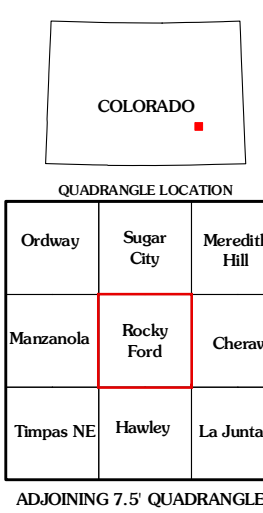 COLORADO
QUADRANGLE LOCATION
Ordway
Sugar
City
Meredith
Hill
Manzanola
Rocky
Ford
Cheraw
Timpas NE
Hawley
La Junta
ADJOINING 7.5' QUADRANGLE